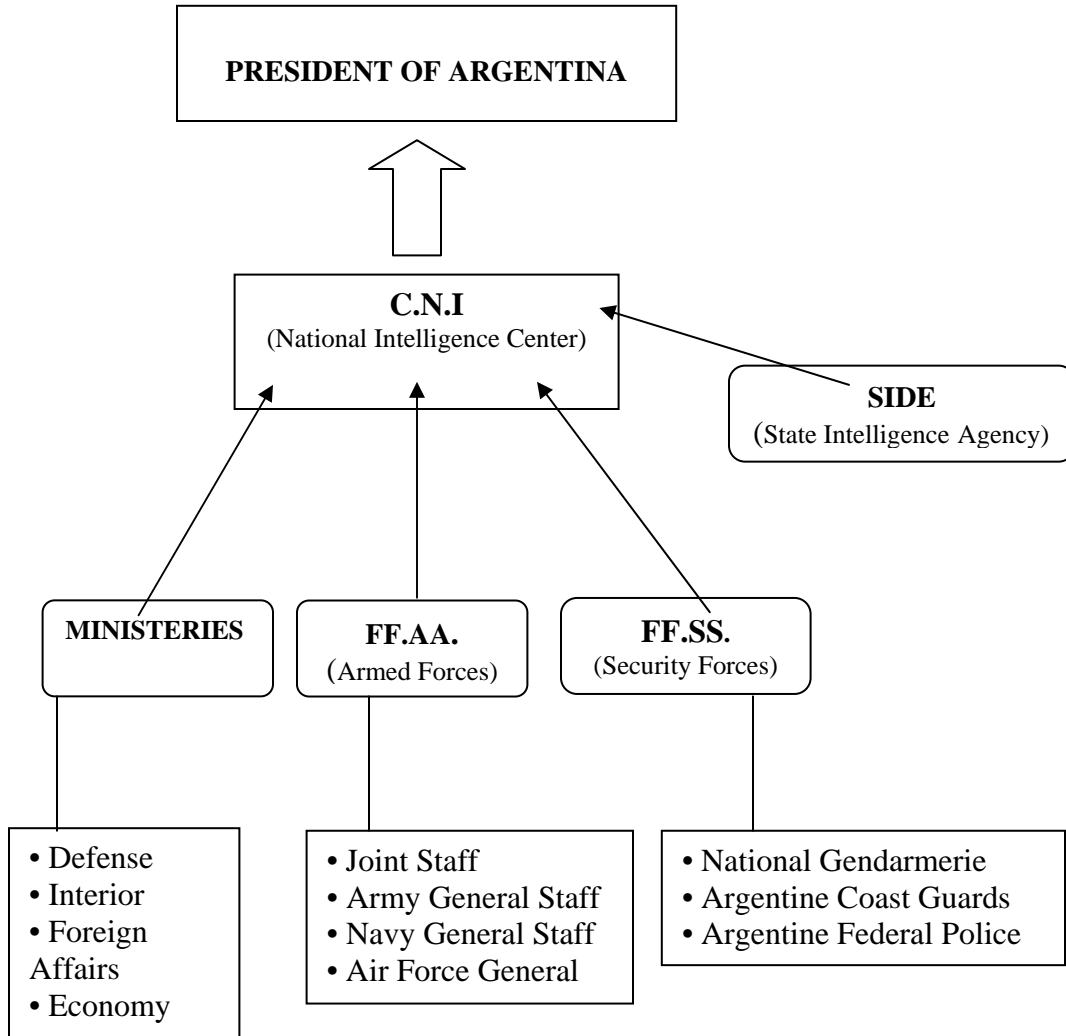 PRESIDENT OF ARGENTINA
C.N.I
(National Intelligence Center)
SIDE
(State Intelligence Agency)
MINISTERIES
FF.AA.
(Armed Forces)
FF.SS.
(Security Forces)
• Defense
• Interior
• Foreign
Affairs
• Economy
• Joint Staff
• Army General Staff
• Navy General Staff
• Air Force General
• National Gendarmerie
• Argentine Coast Guards
• Argentine Federal Police